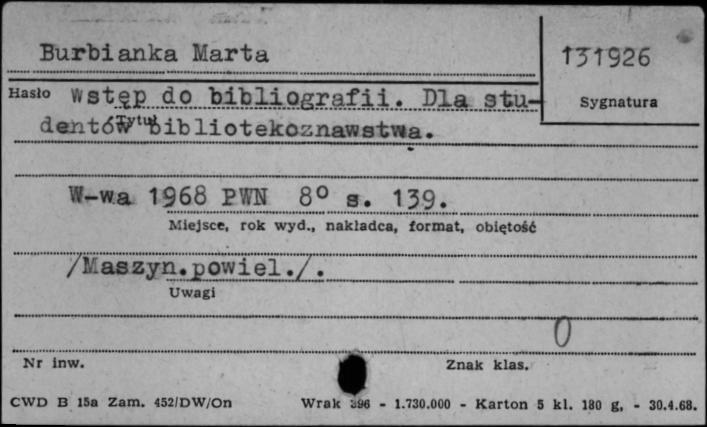 Burbianka Marta
131926
Hasło Wstęp do bibliografii. Dla stu-
Sygnatura
dentów bibliotekoznawstwa.
Tytuł
W-wa 1968 PWN 8° s. 139.
Miejsce, rok wyd., nakładca, format, objętość
/Maszyn.powiel./.
Uwagi
0
Nr inw.
Znak klas.
CWD B 15a Zam. 452/DW/On Wrak 396 - 1.730.000 - Karton 5 kl. 180 g, - 30.4.68.